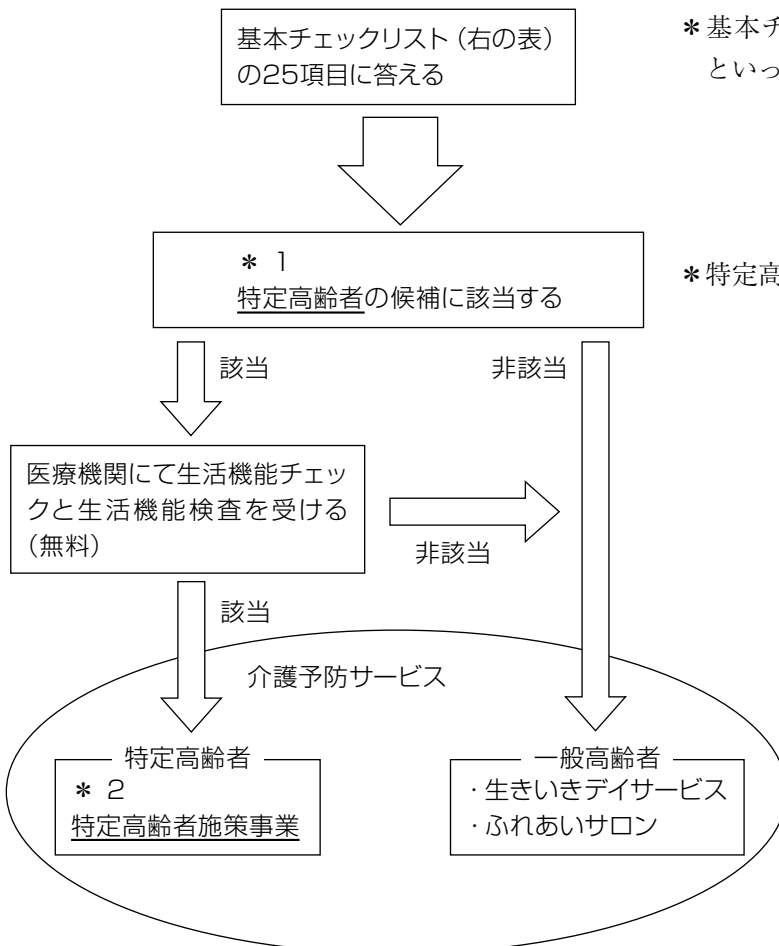 基本チェックリスト（右の表）
の25項目に答える
＊基本チ
といっ
＊ 1
特定高齢者の候補に該当する
＊特定高
該当
非該当
医療機関にて生活機能チェッ
クと生活機能検査を受ける
（無料）
非該当
該当
介護予防サービス
特定高齢者
＊ 2
特定高齢者施策事業
一般高齢者
・生きいきデイサービス
・ふれあいサロン